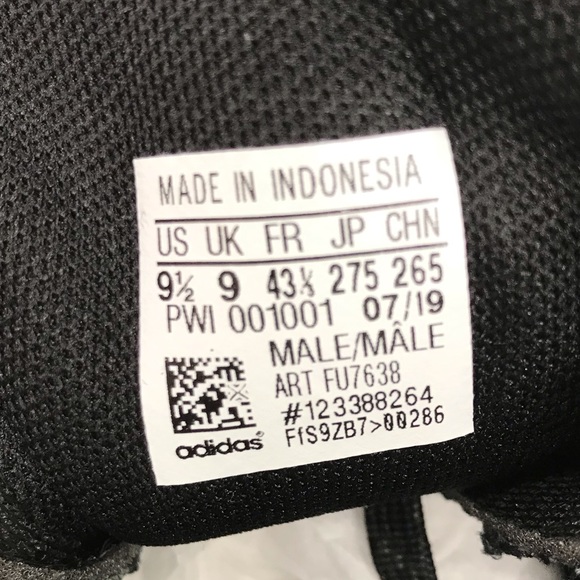 MADE IN INDONESIA
US UK FR JP CHN
9½ 9 43⅓ 275 265
PWI 001001 07/19
MALE/MÂLE
ART FU7638
#123388264
FfS9ZB7>00286
adidas